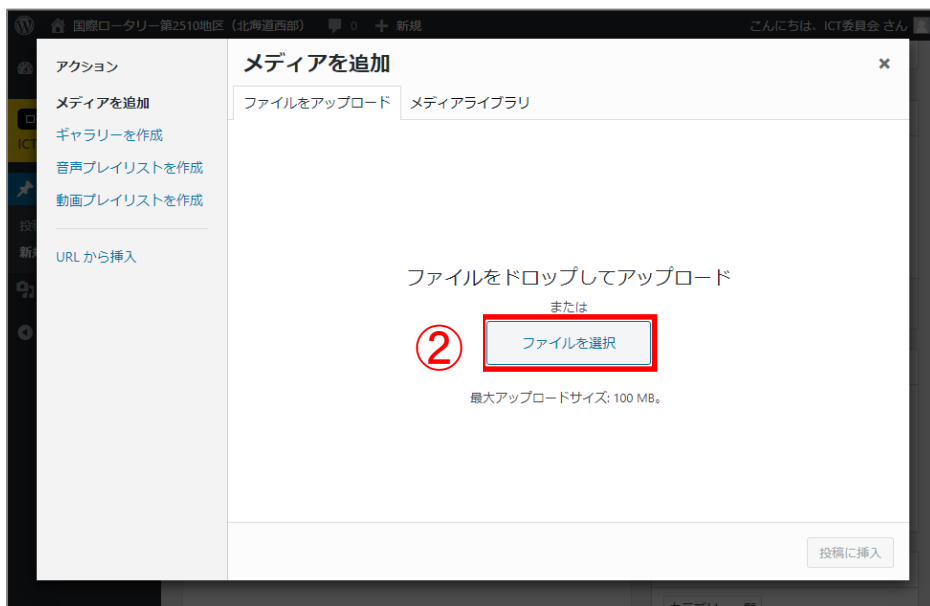 国際ロータリー第2510地区（北海道西部） 0 新規 こんにちは、ICT委員会 さん
アクション
メディアを追加
ギャラリーを作成
音声プレイリストを作成
動画プレイリストを作成
URL から挿入
メディアを追加
ファイルをアップロード メディアライブラリ
ファイルをドロップしてアップロード
または
② ファイルを選択
最大アップロードサイズ: 100 MB。
投稿に挿入
ICT